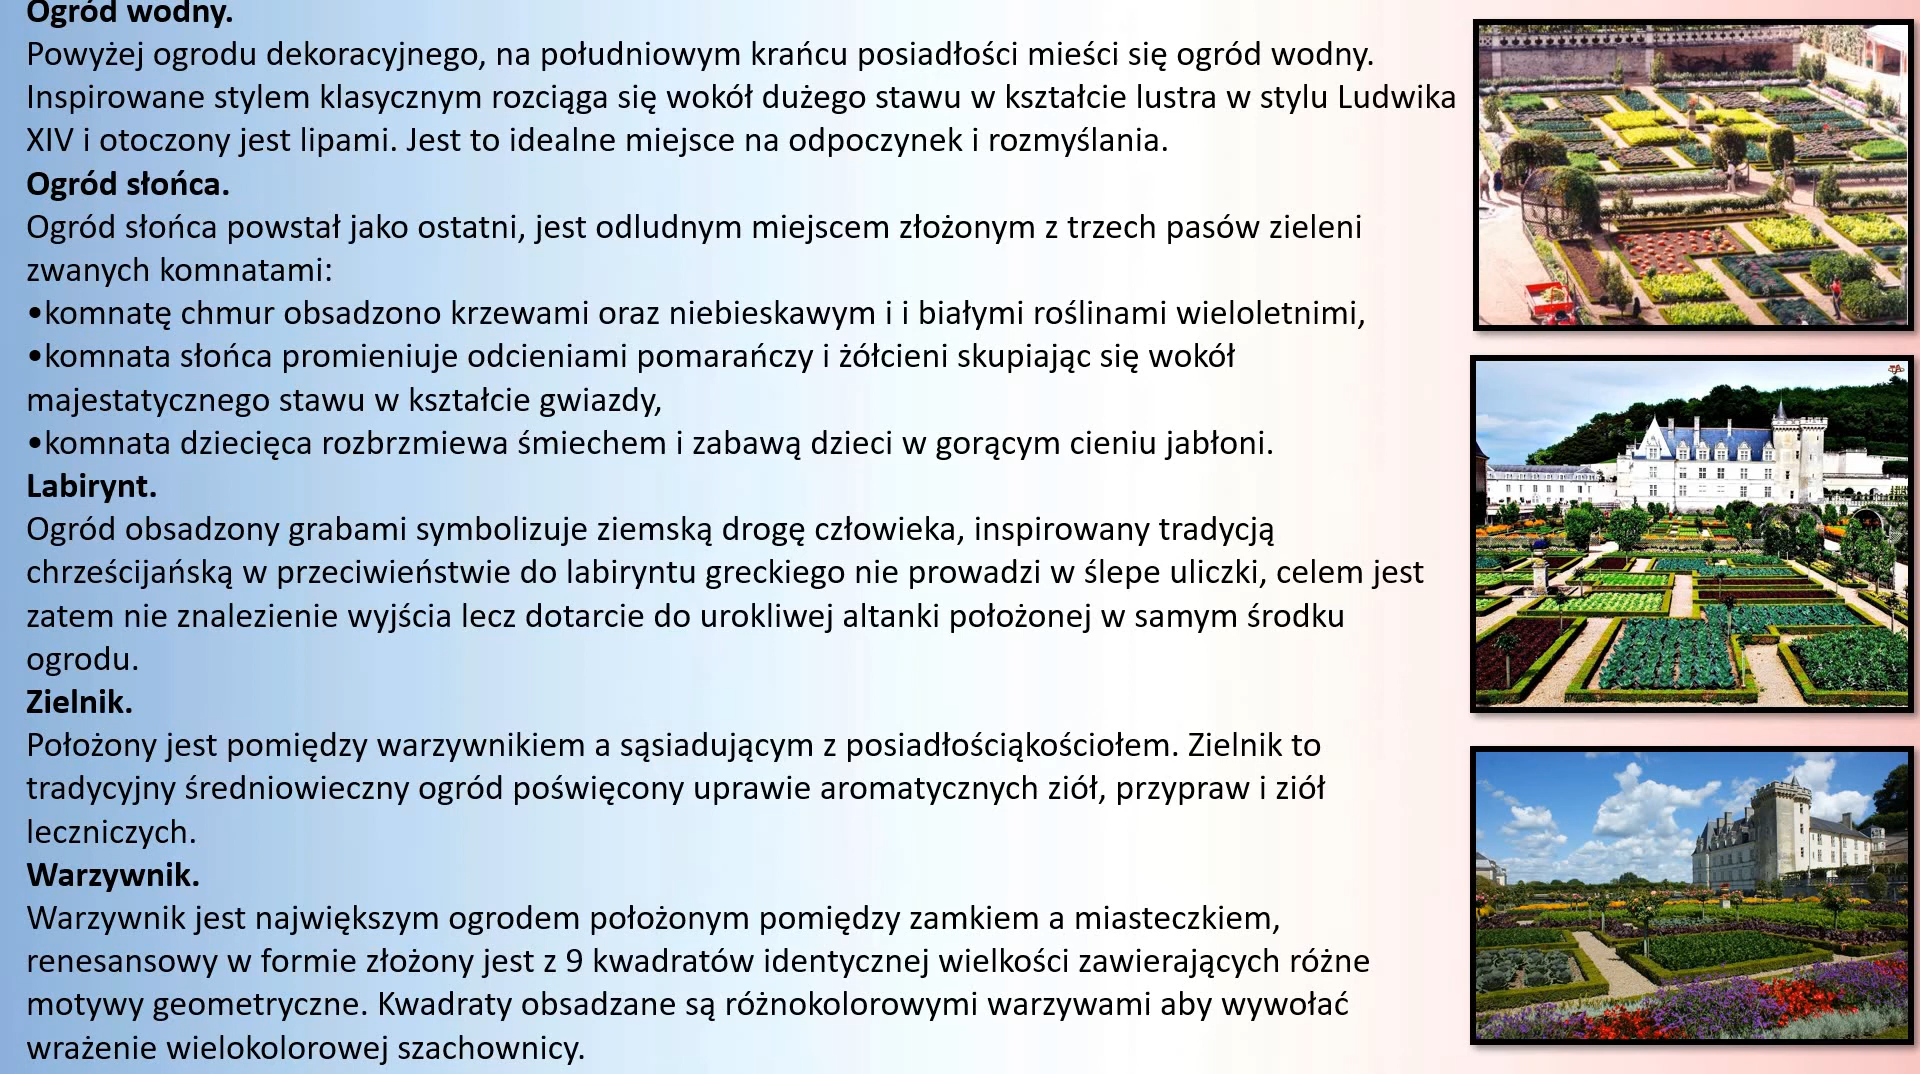 Ogród wodny.
Powyżej ogrodu dekoracyjnego, na południowym krańcu posiadłości mieści się ogród wodny.
Inspirowane stylem klasycznym rozciąga się wokół dużego stawu w kształcie lustra w stylu Ludwika
XIV i otoczony jest lipami. Jest to idealne miejsce na odpoczynek i rozmyślania.
Ogród słońca.
Ogród słońca powstał jako ostatni, jest odludnym miejscem złożonym z trzech pasów zieleni
zwanych komnatami:
•komnatę chmur obsadzono krzewami oraz niebieskawym i i białymi roślinami wieloletnimi,
•komnata słońca promieniuje odcieniami pomarańczy i żółcieni skupiając się wokół
majestatycznego stawu w kształcie gwiazdy,
•komnata dziecięca rozbrzmiewa śmiechem i zabawą dzieci w gorącym cieniu jabłoni.
Labirynt.
Ogród obsadzony grabami symbolizuje ziemską drogę człowieka, inspirowany tradycją
chrześcijańską w przeciwieństwie do labiryntu greckiego nie prowadzi w ślepe uliczki, celem jest
zatem nie znalezienie wyjścia lecz dotarcie do urokliwej altanki położonej w samym środku
ogrodu.
Zielnik.
Położony jest pomiędzy warzywnikiem a sąsiadującym z posiadłościąkościołem. Zielnik to
tradycyjny średniowieczny ogród poświęcony uprawie aromatycznych ziół, przypraw i ziół
leczniczych.
Warzywnik.
Warzywnik jest największym ogrodem położonym pomiędzy zamkiem a miasteczkiem,
renesansowy w formie złożony jest z 9 kwadratów identycznej wielkości zawierających różne
motywy geometryczne. Kwadraty obsadzane są różnokolorowymi warzywami aby wywołać
wrażenie wielokolorowej szachownicy.